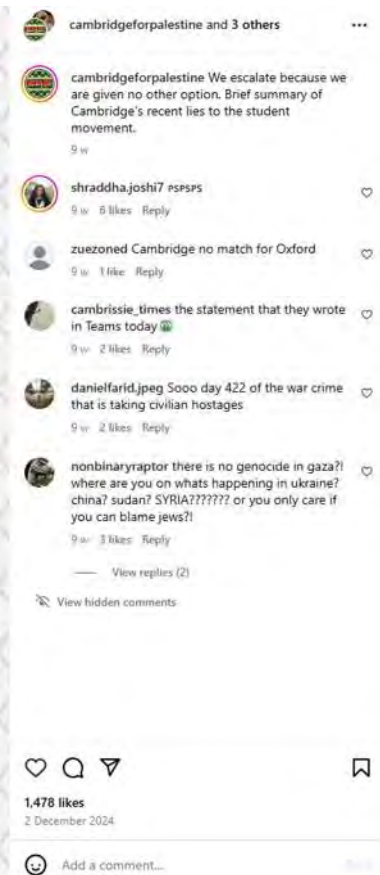 cambridgeforpalestine and 3 others
cambridgeforpalestine We escalate because we
are given no other option. Brief summary of
Cambridge's recent lies to the student
movement.
9 w
shraddha.joshi7 PSPSPS
9 w 6 likes Reply
zuezoned Cambridge no match for Oxford
9 w 1 like Reply
cambrissie_times the statement that they wrote
in Teams today
9 w 2 likes Reply
danielfarid.jpeg Sooo day 422 of the war crime
that is taking civilian hostages
9 w 2 likes Reply
nonbinaryraptor there is no genocide in gaza?!
where are you on whats happening in ukraine?
china? sudan? SYRIA??????? or you only care if
you can blame jews?!
9 w 3 likes Reply
View replies (2)
View hidden comments
1,478 likes
2 December 2024
Add a comment...